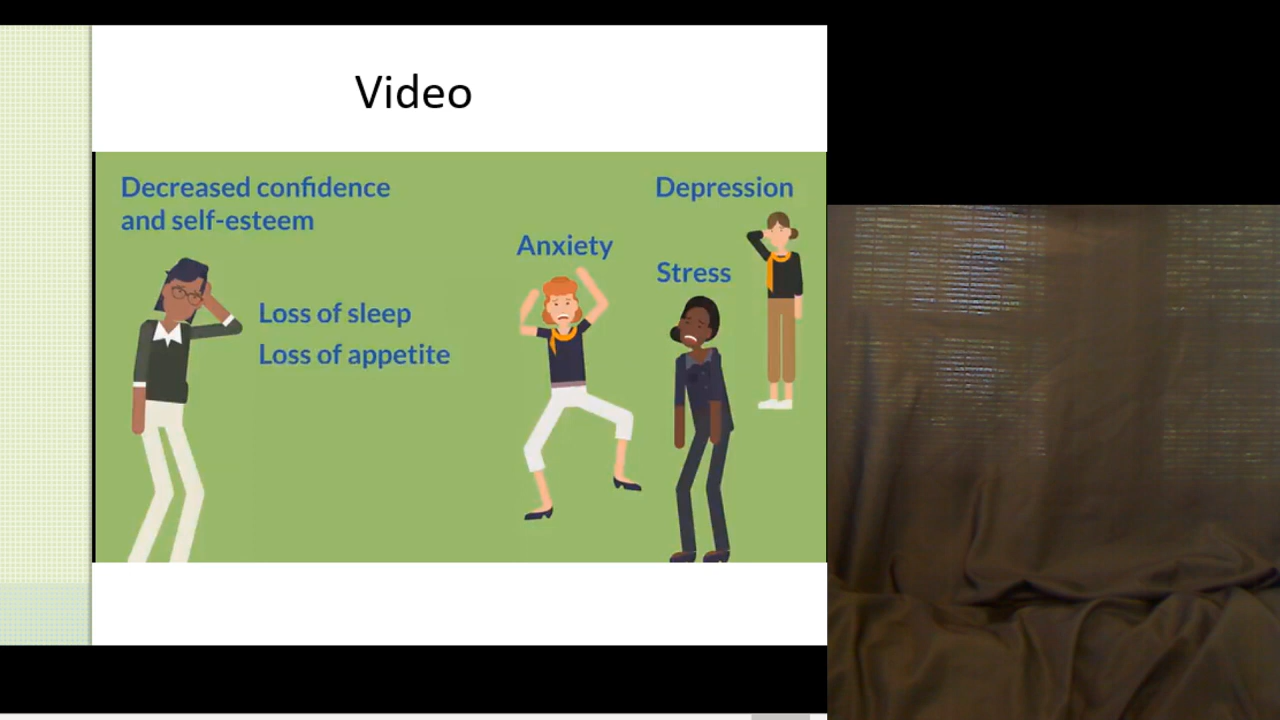 Video
Decreased confidence
and self-esteem
Depression
Anxiety
Stress
Loss of sleep
Loss of appetite